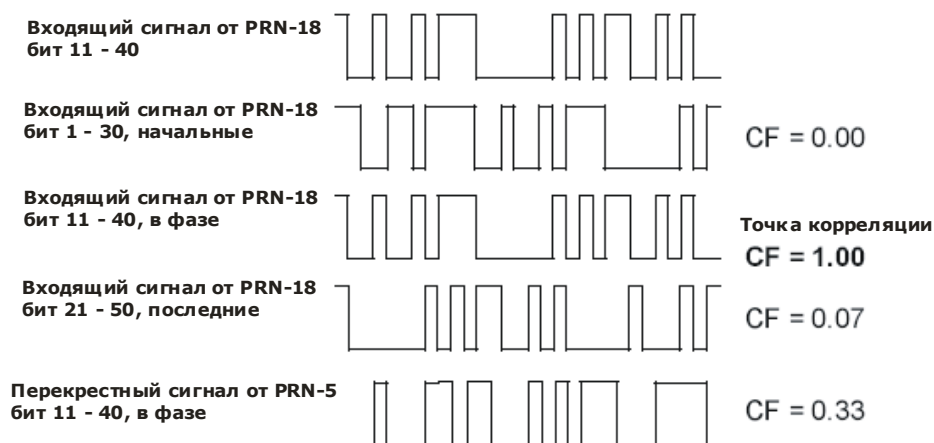 Входящий сигнал от PRN-18
бит 11 - 40
Входящий сигнал от PRN-18
бит 1 - 30, начальные
CF = 0.00
Входящий сигнал от PRN-18
бит 11 - 40, в фазе
Точка корреляции
CF = 1.00
Входящий сигнал от PRN-18
бит 21 - 50, последние
CF = 0.07
Перекрестный сигнал от PRN-5
бит 11 - 40, в фазе
CF = 0.33